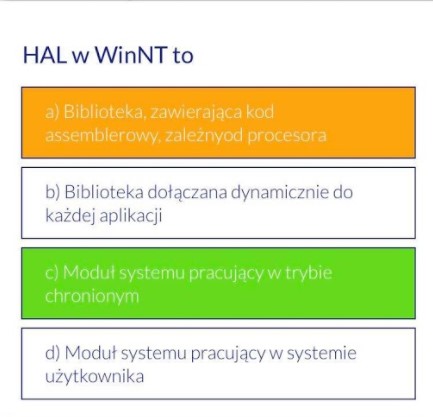 HAL w WinNT to
a) Biblioteka, zawierająca kod
assemblerowy, zależnyod procesora
b) Biblioteka dołączana dynamicznie do
każdej aplikacji
c) Moduł systemu pracujący w trybie
chronionym
d) Moduł systemu pracujący w systemie
użytkownika